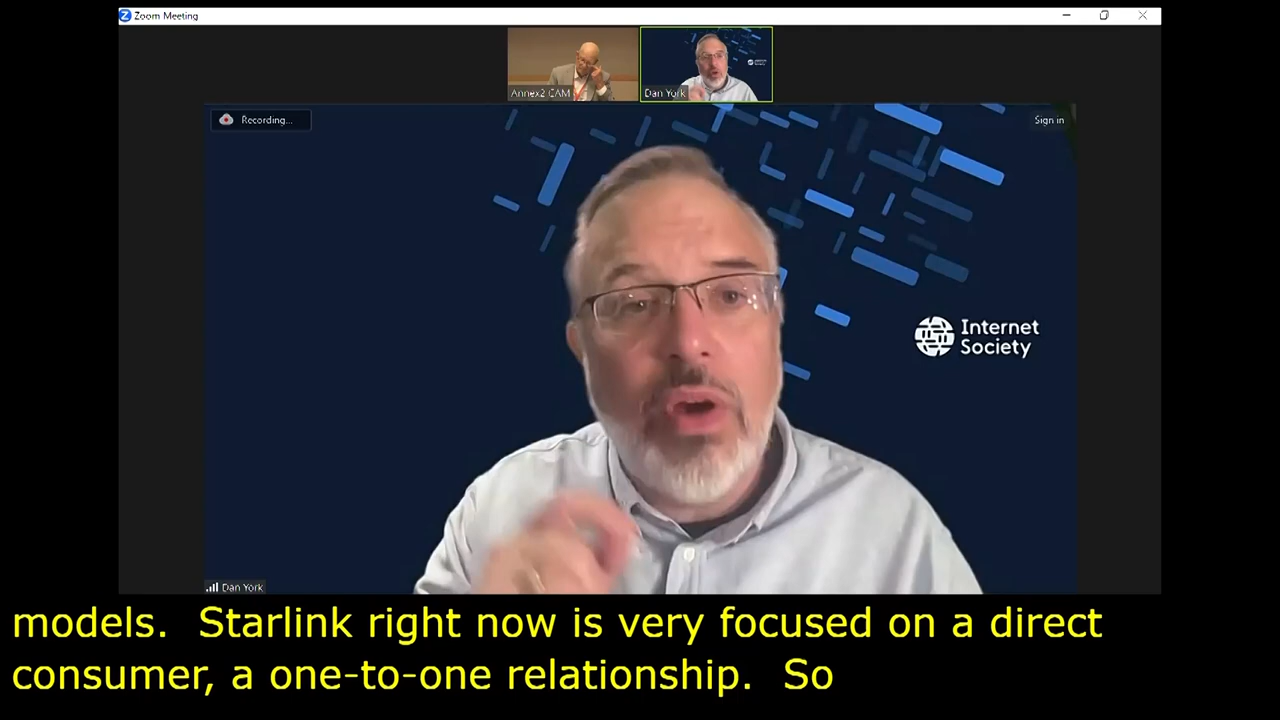 Zoom Meeting
Annex2 CAM
Dan York
Recording...
Sign in
Internet
Society
Dan York
models.  Starlink right now is very focused on a direct
consumer, a one-to-one relationship.  So